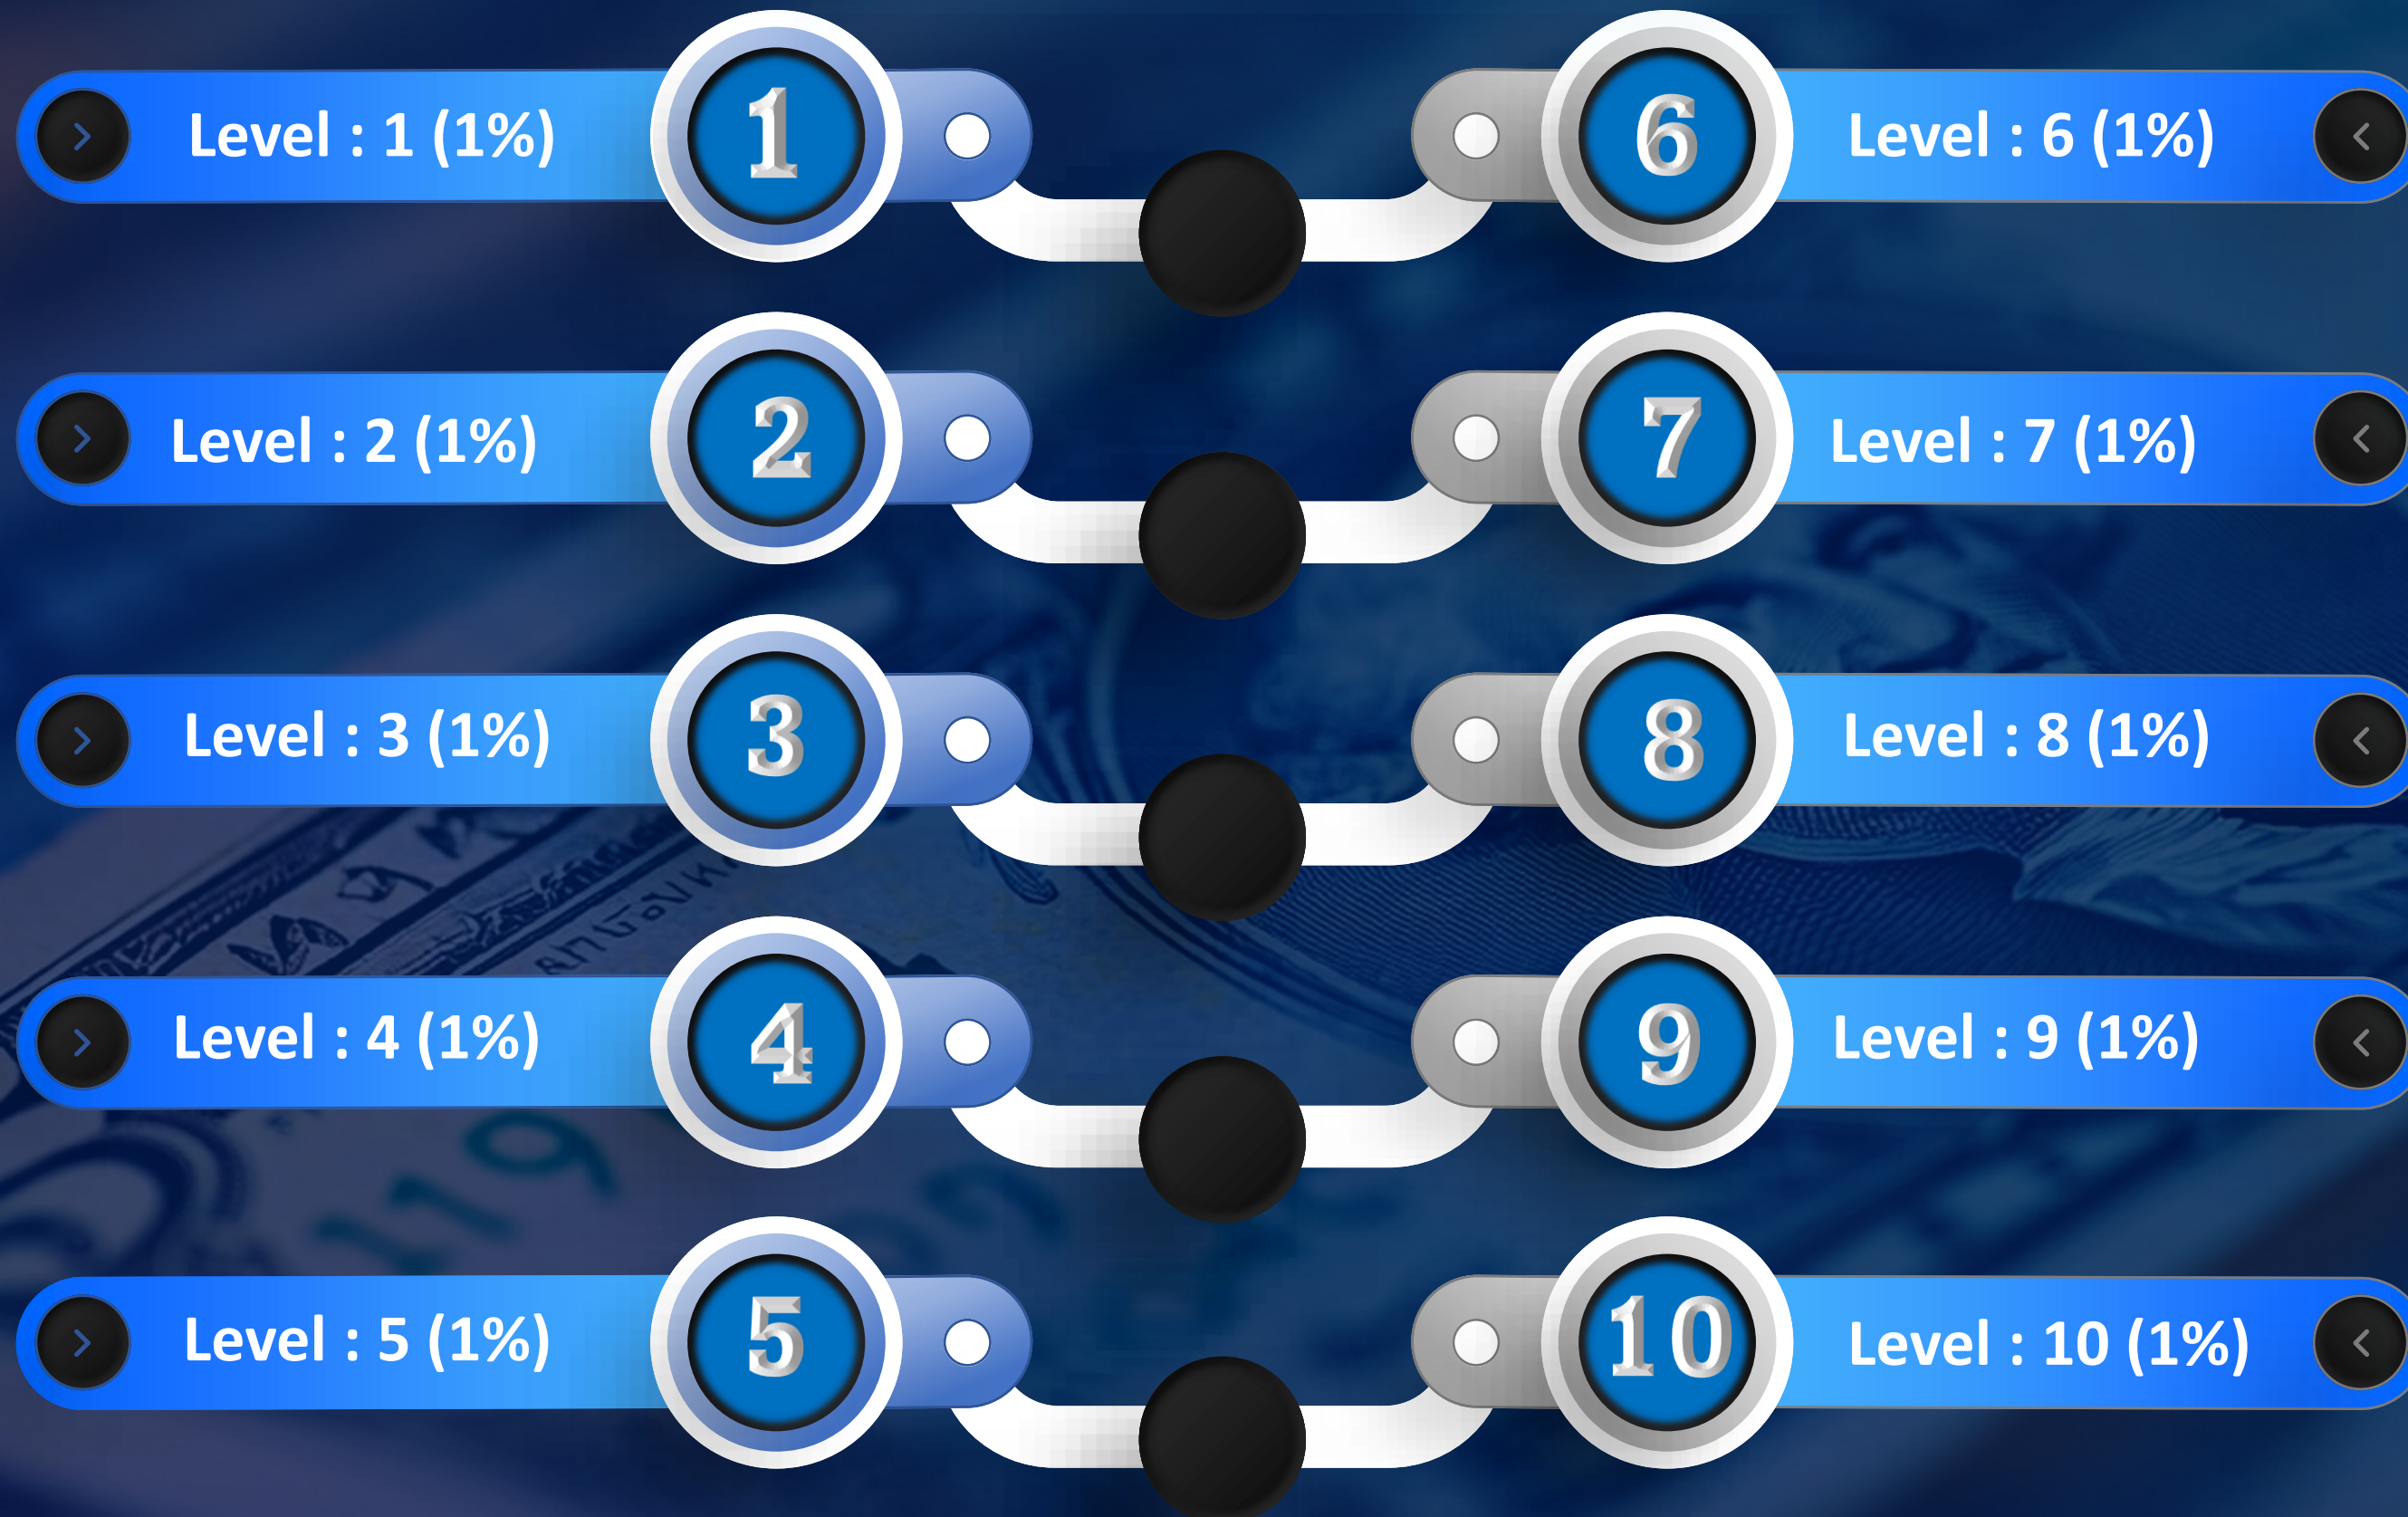 Level : 1 (1%)
1
6
Level : 6 (1%)
Level : 2 (1%)
2
7
Level : 7 (1%)
Level : 3 (1%)
3
8
Level : 8 (1%)
Level : 4 (1%)
4
9
Level : 9 (1%)
Level : 5 (1%)
5
10
Level : 10 (1%)